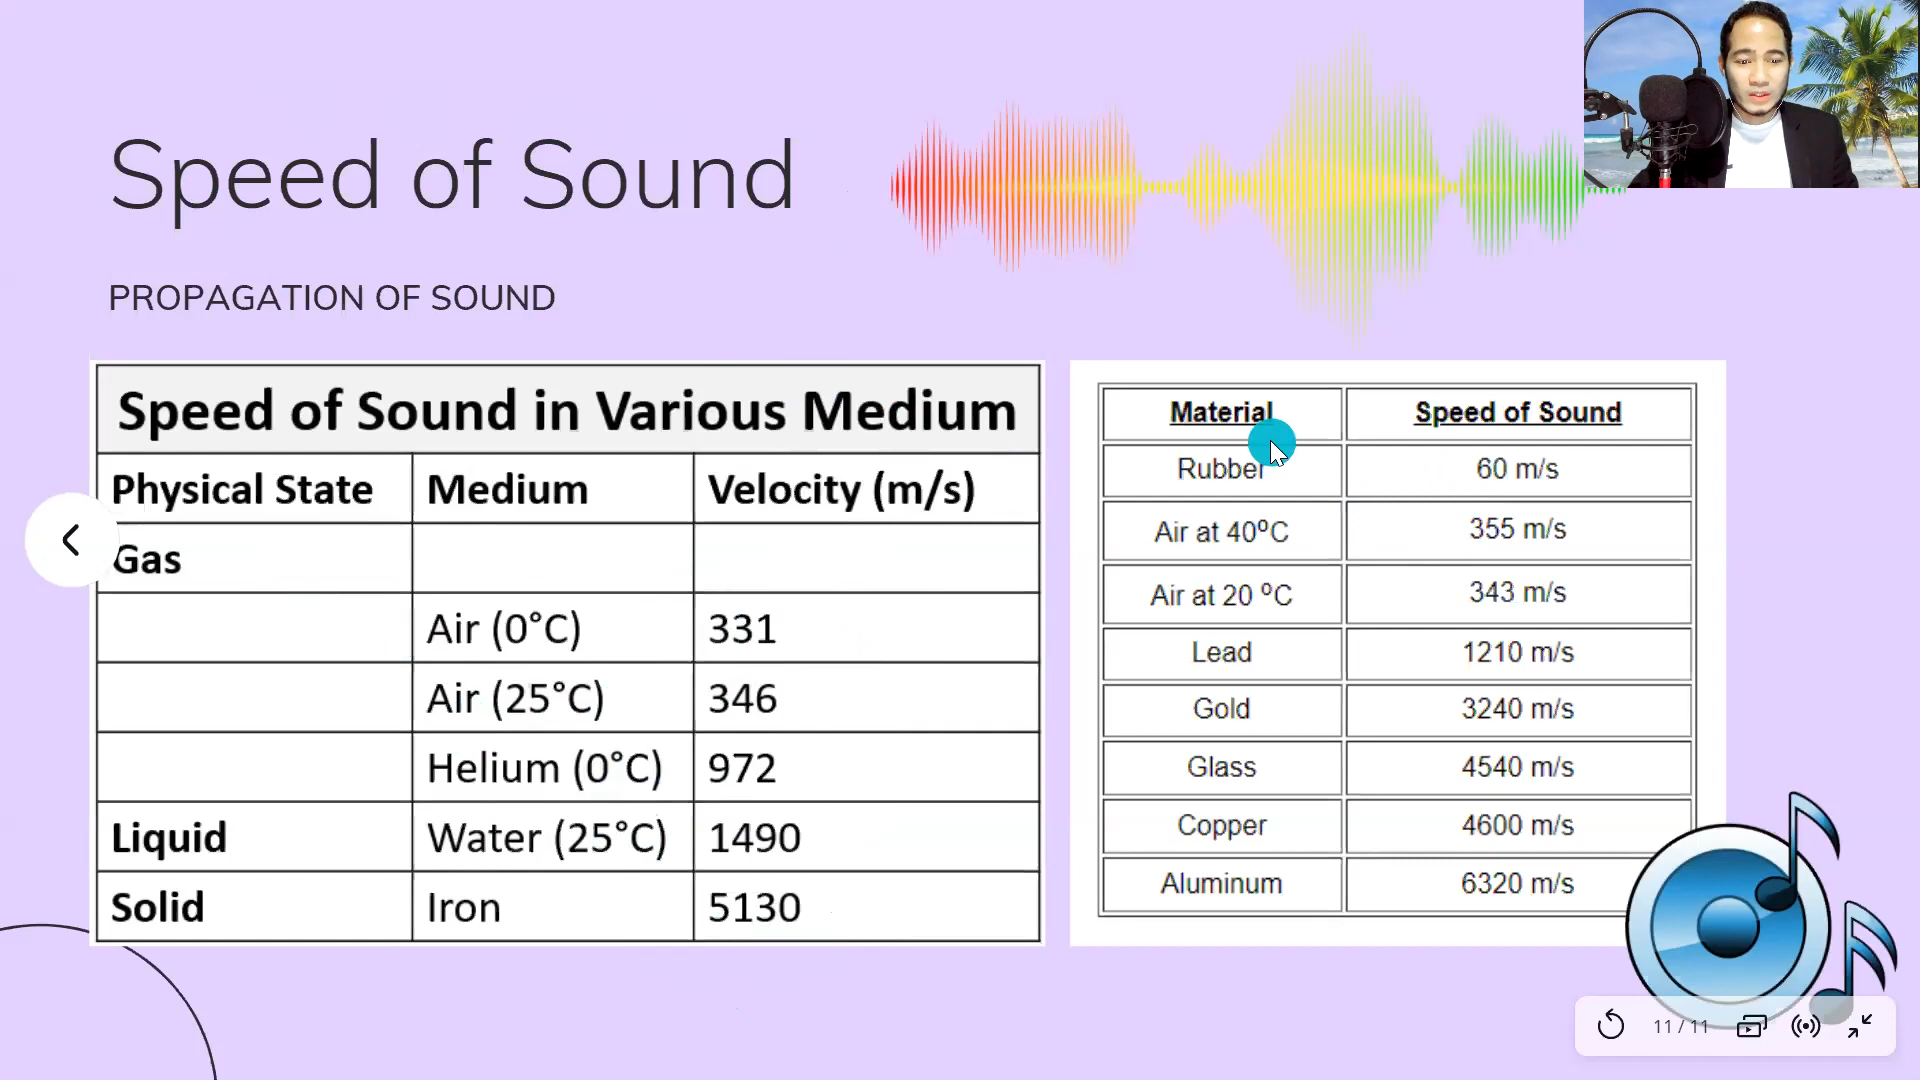 Speed of Sound
PROPAGATION OF SOUND
Speed of Sound in Various Medium
Physical State Medium Velocity (m/s)
Gas
Air (0°C) 331
Air (25°C) 346
Helium (0°C) 972
Liquid Water (25°C) 1490
Solid Iron 5130
Material Speed of Sound
Rubber 60 m/s
Air at 40°C 355 m/s
Air at 20 °C 343 m/s
Lead 1210 m/s
Gold 3240 m/s
Glass 4540 m/s
Copper 4600 m/s
Aluminum 6320 m/s
11 / 11